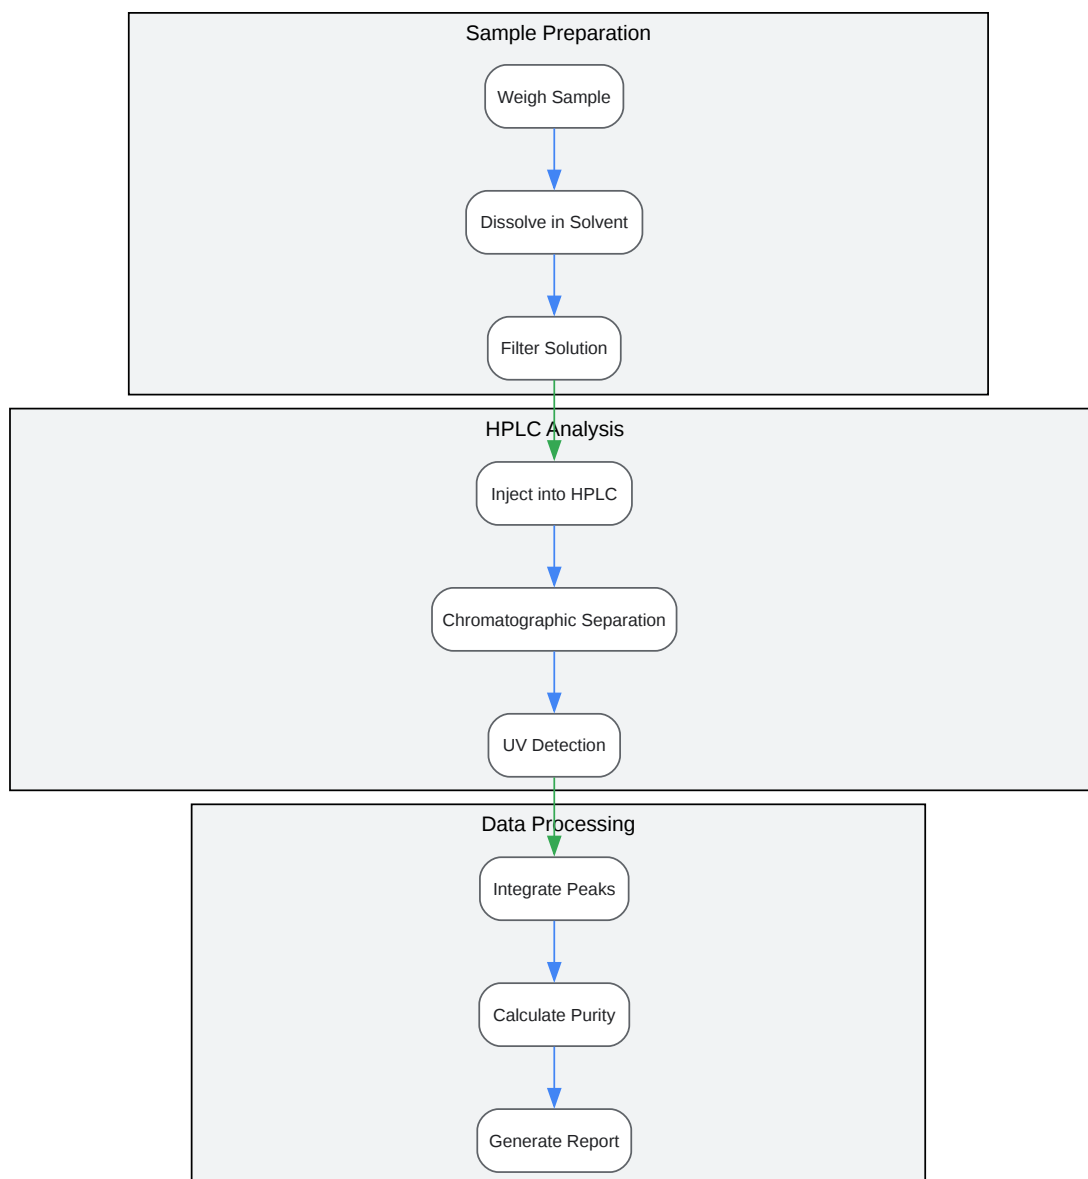 Sample Preparation
Weigh Sample
Dissolve in Solvent
Filter Solution
HPLC Analysis
Inject into HPLC
Chromatographic Separation
UV Detection
Data Processing
Integrate Peaks
Calculate Purity
Generate Report